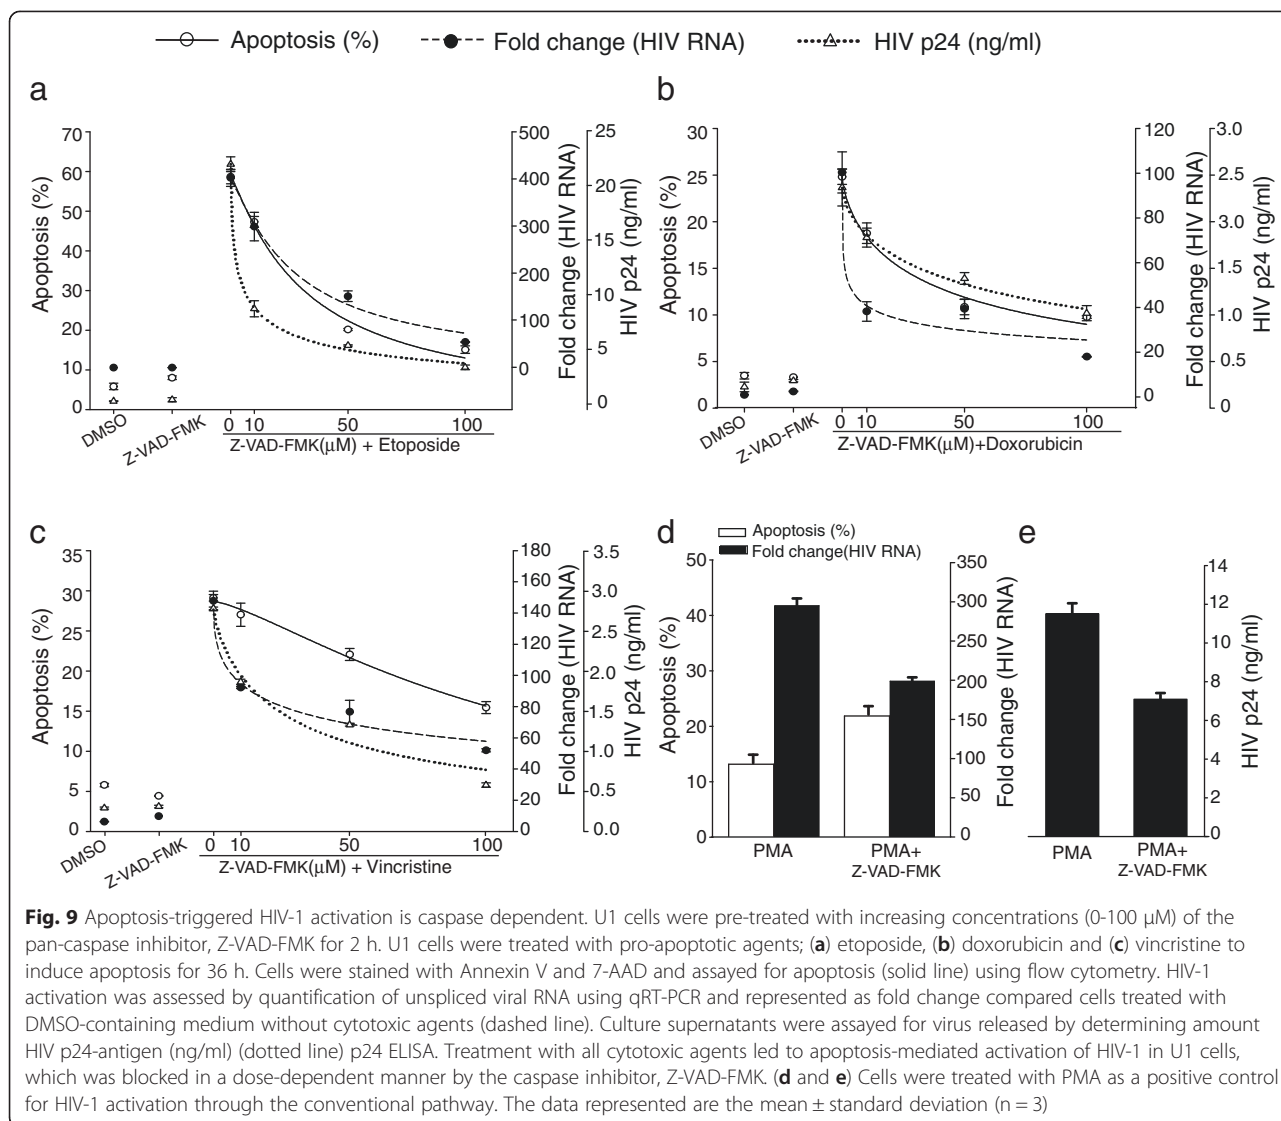 Apoptosis (%) Fold change (HIV RNA) HIV p24 (ng/ml)
a
70
60
50
40
30
20
10
0
Apoptosis (%)
500
400
300
200
100
0
Fold change (HIV RNA)
25
20
15
10
5
0
HIV p24 (ng/ml)
DMSO
Z-VAD-FMK
0 10 50 100
Z-VAD-FMK(μM) + Etoposide
b
30
25
20
15
10
5
0
Apoptosis (%)
120
100
80
60
40
20
0
Fold change (HIV RNA)
3.0
2.5
3.0
1.5
1.0
0.5
0
HIV p24 (ng/ml)
DMSO
Z-VAD-FMK
0 10 50 100
Z-VAD-FMK(μM)+Doxorubicin
c
35
30
25
20
15
10
5
0
Apoptosis (%)
180
160
140
120
100
80
60
40
20
0
Fold change (HIV RNA)
3.5
3.0
2.5
2.0
1.5
1.0
0.5
0.0
HIV p24 (ng/ml)
DMSO
Z-VAD-FMK
0 10 50 100
Z-VAD-FMK(μM) + Vincristine
d
Apoptosis (%)
Fold change(HIV RNA)
50
40
30
20
10
0
Apoptosis (%)
350
300
250
200
150
100
50
0
Fold change (HIV RNA)
PMA
PMA+
Z-VAD-FMK
e
14
12
10
9
8
6
4
2
0
HIV p24 (ng/ml)
PMA
PMA+
Z-VAD-FMK
Fig. 9 Apoptosis-triggered HIV-1 activation is caspase dependent. U1 cells were pre-treated with increasing concentrations (0-100 μM) of the
pan-caspase inhibitor, Z-VAD-FMK for 2 h. U1 cells were treated with pro-apoptotic agents; (a) etoposide, (b) doxorubicin and (c) vincristine to
induce apoptosis for 36 h. Cells were stained with Annexin V and 7-AAD and assayed for apoptosis (solid line) using flow cytometry. HIV-1
activation was assessed by quantification of unspliced viral RNA using qRT-PCR and represented as fold change compared cells treated with
DMSO-containing medium without cytotoxic agents (dashed line). Culture supernatants were assayed for virus released by determining amount
HIV p24-antigen (ng/ml) (dotted line) p24 ELISA. Treatment with all cytotoxic agents led to apoptosis-mediated activation of HIV-1 in U1 cells,
which was blocked in a dose-dependent manner by the caspase inhibitor, Z-VAD-FMK. (d and e) Cells were treated with PMA as a positive control
for HIV-1 activation through the conventional pathway. The data represented are the mean ± standard deviation (n = 3)